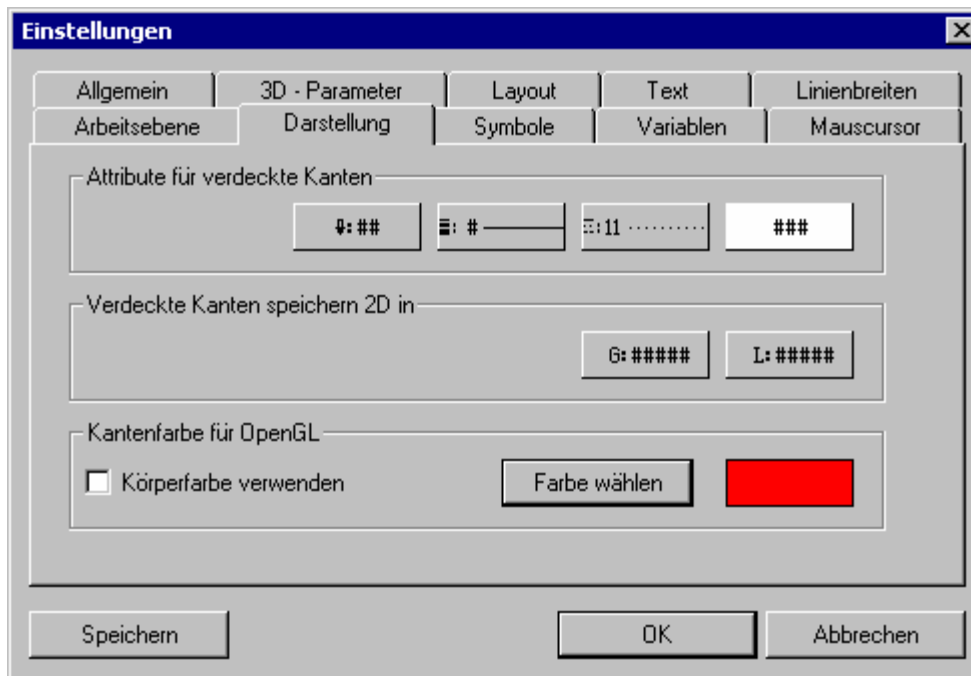 Einstellungen
Allgemein 3D - Parameter Layout Text Linienbreiten
Arbeitsebene Darstellung Symbole Variablen Mauscursor
Attribute für verdeckte Kanten
: ## : # : 11 ###
Verdeckte Kanten speichern 2D in
G: ##### L: #####
Kantenfarbe für OpenGL
Körperfarbe verwenden Farbe wählen
Speichern OK Abbrechen